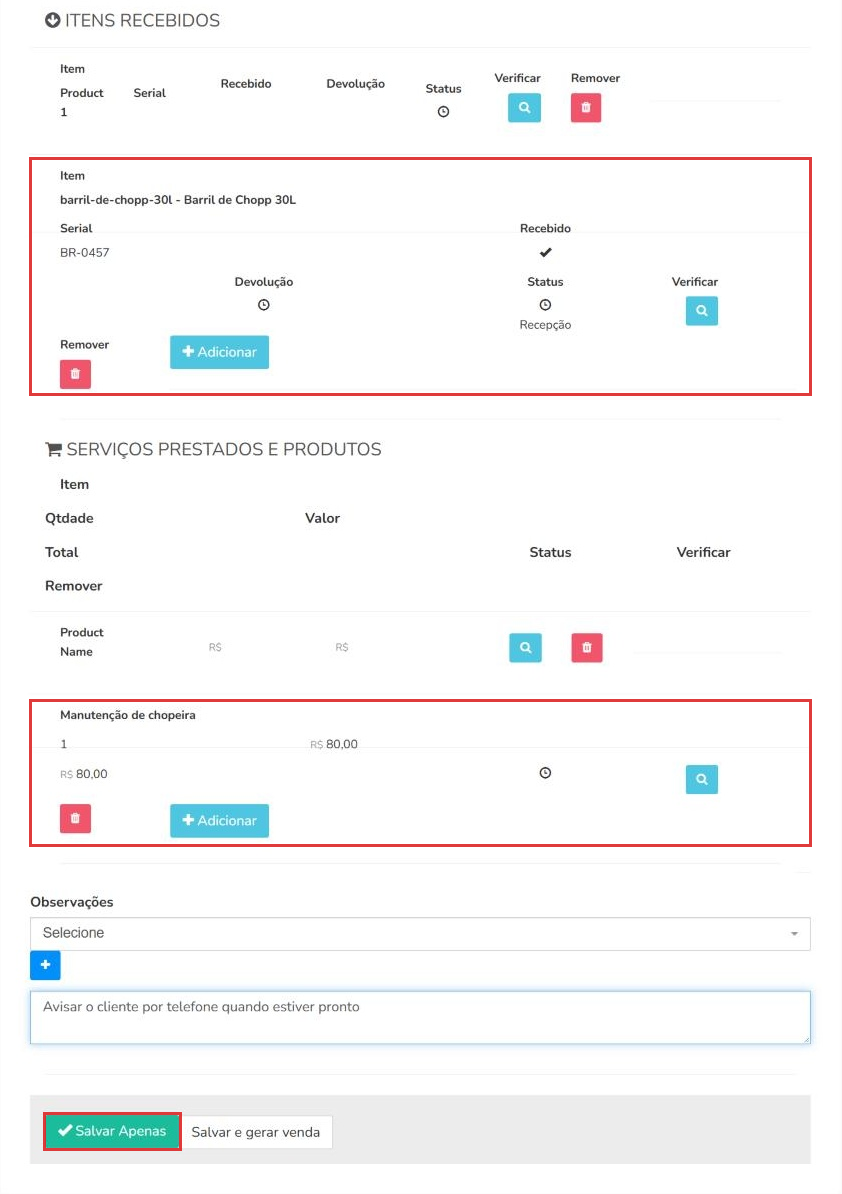 ITENS RECEBIDOS
Item
Product
1
Serial
Recebido
Devolução
Status
Verificar
Remover
Item
barril-de-chopp-30l - Barril de Chopp 30L
Serial
Recebido
BR-0457
Devolução
Status
Verificar
Recepção
Remover
Adicionar
SERVIÇOS PRESTADOS E PRODUTOS
Item
Qtdade
Valor
Total
Status
Verificar
Remover
Product
Name
R$
R$
Manutenção de chopeira
1
R$ 80,00
R$ 80,00
Adicionar
Observações
Selecione
Avisar o cliente por telefone quando estiver pronto
Salvar Apenas
Salvar e gerar venda